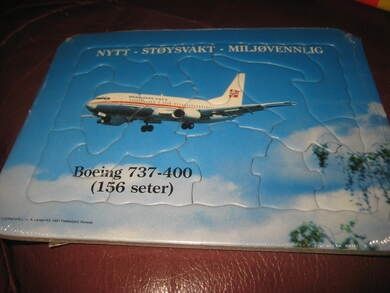 NYTT - STØYSVAKT - MILJØVENNLIG
Boeing 737-400
(156 seter)